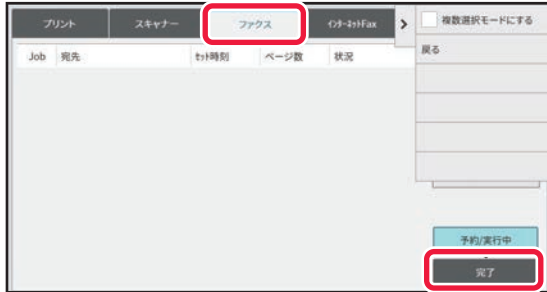 プリント スキャナー ファクス インターネットFax > 複数選択モードにする
戻る
Job 宛先 セット時刻 ページ数 状況
予約/実行中
完了